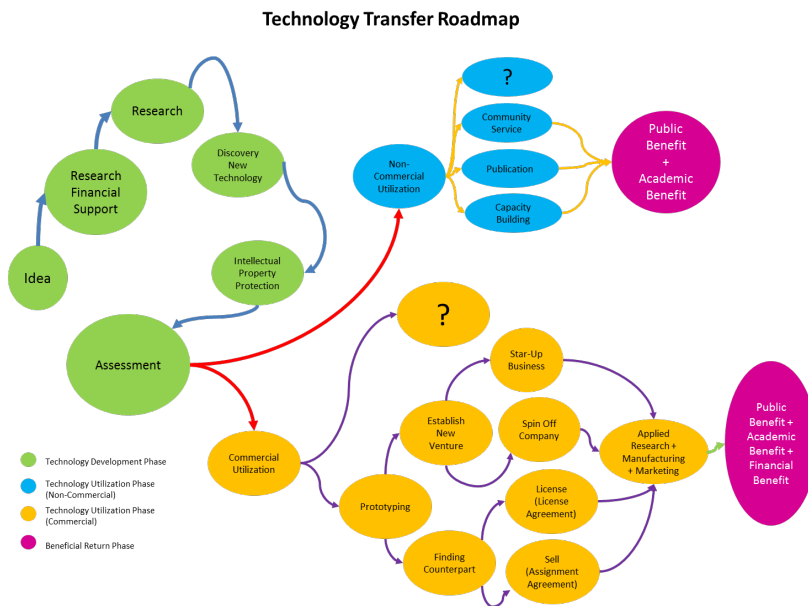 Technology Transfer Roadmap
?
Research
Community
Service
Public
Benefit
+
Academic
Benefit
Discovery
New
Technology
Non-
Commercial
Utilization
Publication
Research
Financial
Support
Capacity
Building
Idea
Intellectual
Property
Protection
?
Assessment
Star-Up
Business
Establish
New
Venture
Spin Off
Company
Applied
Research +
Manufacturing
+ Marketing
Public
Benefit +
Academic
Benefit +
Financial
Benefit
Commercial
Utilization
Prototyping
License
(License
Agreement)
Finding
Counterpart
Sell
(Assignment
Agreement)
Technology Development Phase
Technology Utilization Phase
(Non-Commercial)
Technology Utilization Phase
(Commercial)
Beneficial Return Phase